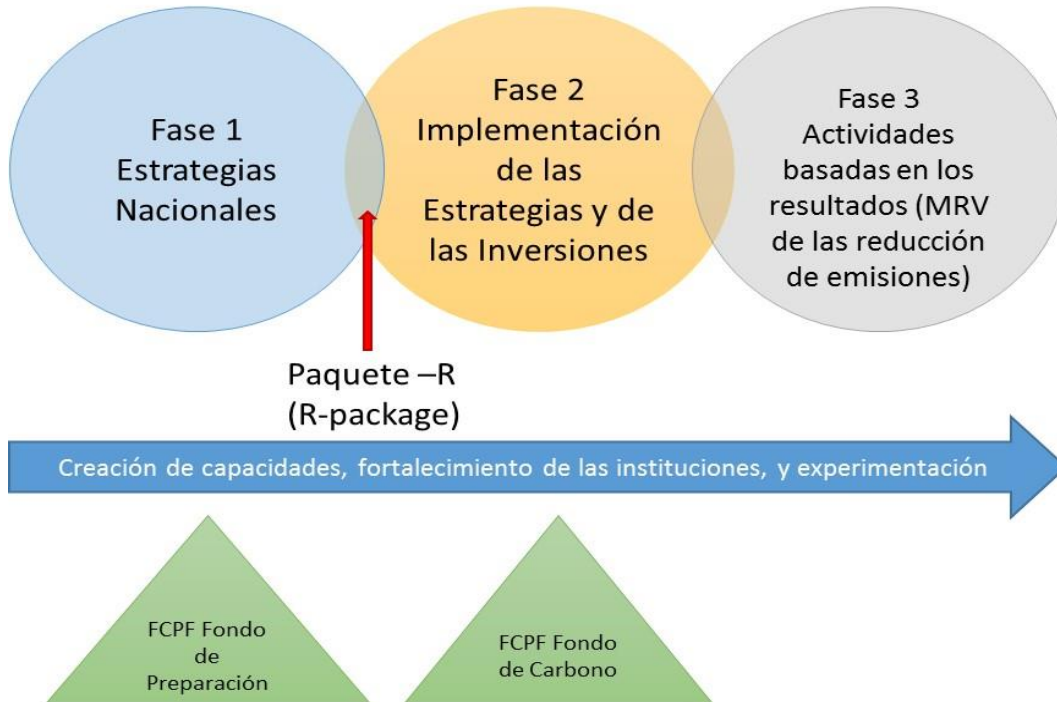 Fase 1
Estrategias
Nacionales
Fase 2
Implementación
de las
Estrategias y de
las Inversiones
Fase 3
Actividades
basadas en los
resultados (MRV
de las reducción
de emisiones)
Paquete –R
(R-package)
Creación de capacidades, fortalecimiento de las instituciones, y experimentación
FCPF Fondo
de
Preparación
FCPF Fondo
de Carbono